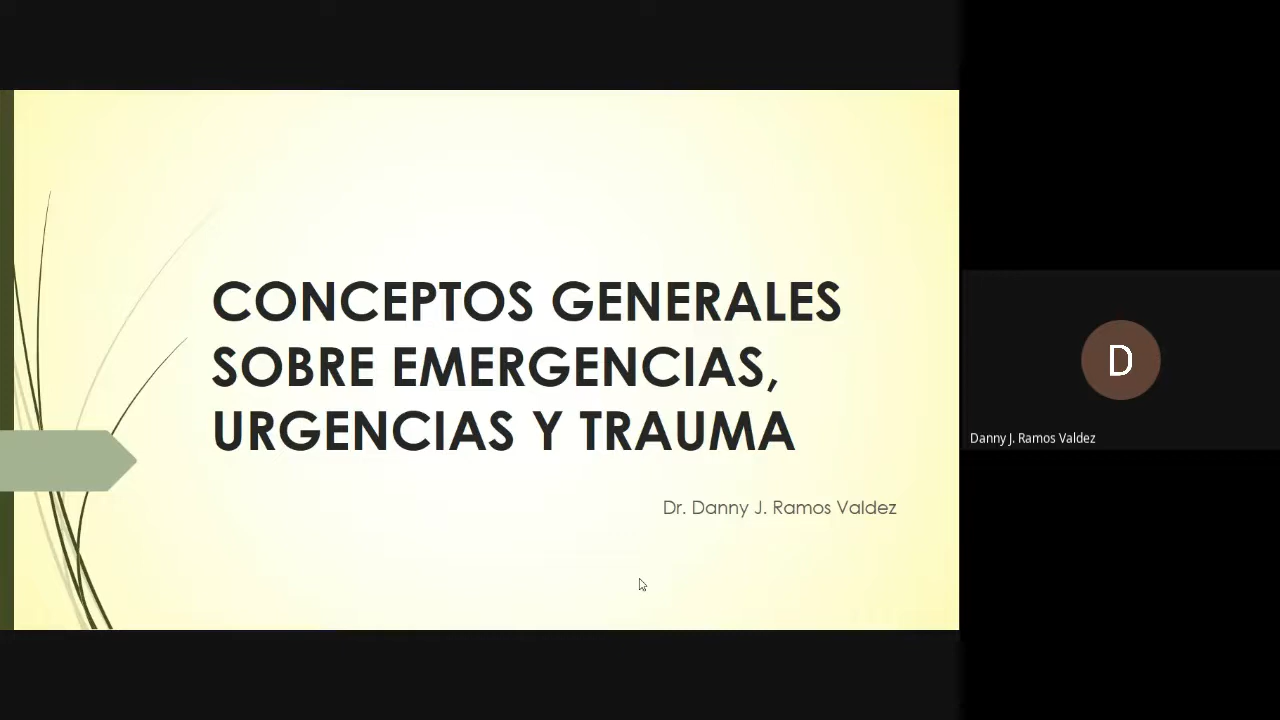 CONCEPTOS GENERALES
SOBRE EMERGENCIAS,
URGENCIAS Y TRAUMA
Dr. Danny J. Ramos Valdez
D
Danny J. Ramos Valdez